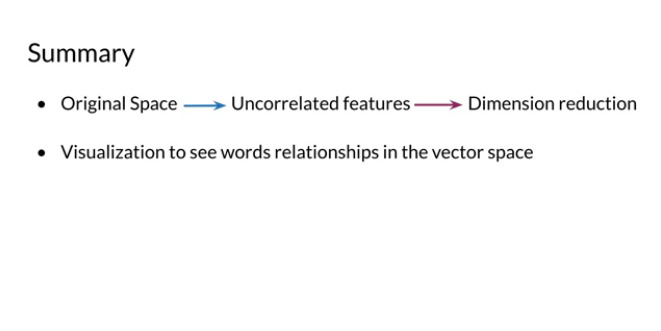 Summary
• Original Space → Uncorrelated features → Dimension reduction
• Visualization to see words relationships in the vector space